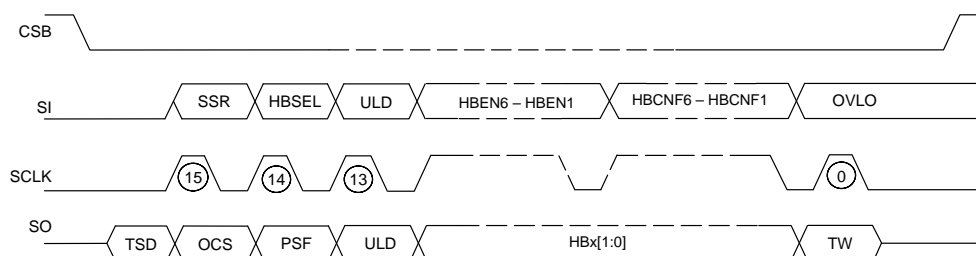 CSB
SI SSR HBSEL ULD HBEN6 – HBEN1 HBCNF6 – HBCNF1 OVLO
SCLK 15 14 13 0
SO TSD OCS PSF ULD HBx[1:0] TW